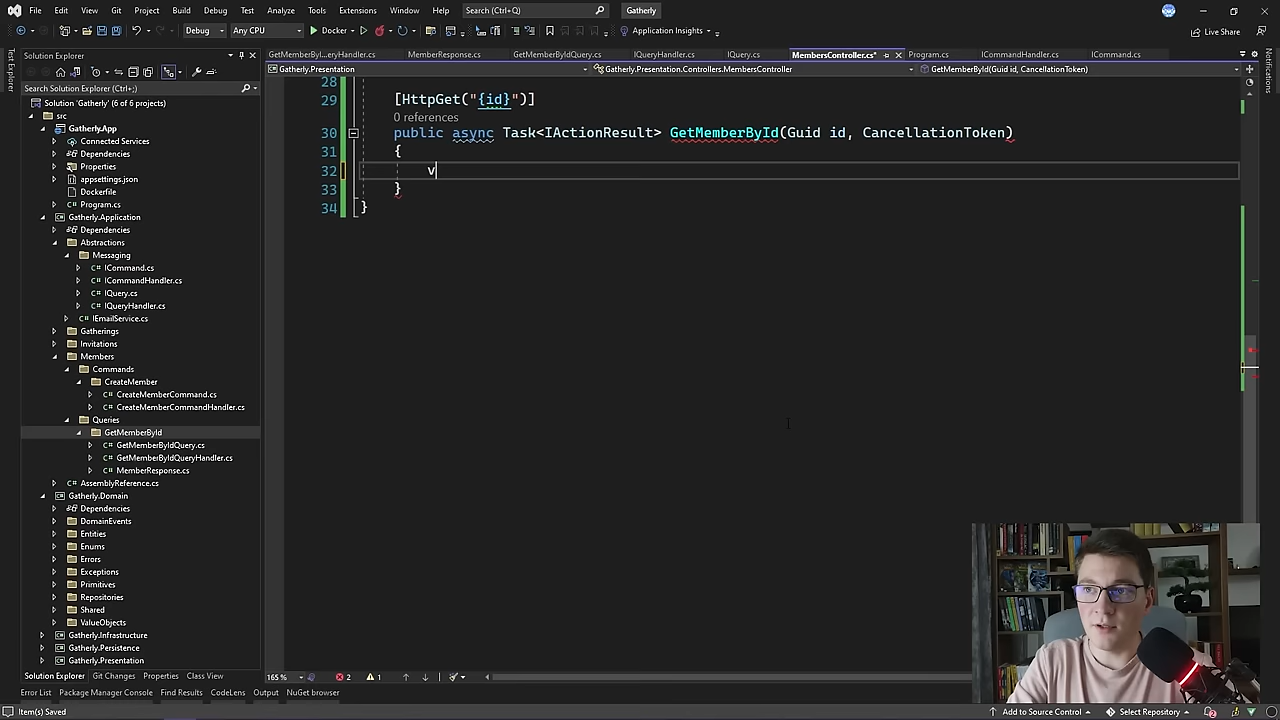 File Edit View Git Project Build Debug Test Analyze Tools Extensions Window Help Search (Ctrl+Q) Gatherly
Debug Any CPU Docker Application Insights Live Share
Solution Explorer
GetMemberByI...eryHandler.cs MemberResponse.cs GetMemberByIdQuery.cs IQueryHandler.cs IQuery.cs MembersController.cs* Program.cs ICommandHandler.cs ICommand.cs
Gatherly.Presentation Gatherly.Presentation.Controllers.MembersController GetMemberById(Guid id, CancellationToken)
Test Explorer
Notifications
Search Solution Explorer (Ctrl+;)
Solution 'Gatherly' (6 of 6 projects)
src
Gatherly.App
Connected Services
Dependencies
Properties
appsettings.json
Dockerfile
Program.cs
Gatherly.Application
Dependencies
Abstractions
Messaging
ICommand.cs
ICommandHandler.cs
IQuery.cs
IQueryHandler.cs
IEmailService.cs
Gatherings
Invitations
Members
Commands
CreateMember
CreateMemberCommand.cs
CreateMemberCommandHandler.cs
Queries
GetMemberById
GetMemberByIdQuery.cs
GetMemberByIdQueryHandler.cs
MemberResponse.cs
AssemblyReference.cs
Gatherly.Domain
Dependencies
DomainEvents
Entities
Enums
Errors
Exceptions
Primitives
Repositories
Shared
ValueObjects
Gatherly.Infrastructure
Gatherly.Persistence
Gatherly.Presentation
28
29 [HttpGet("{id}")]
0 references
30 public async Task<IActionResult> GetMemberById(Guid id, CancellationToken)
31 {
32 v
33 }
34 }
Solution Explorer Git Changes Properties Class View
165 % 2 1
Error List Package Manager Console Find Results CodeLens Output NuGet browser
Item(s) Saved Add to Source Control Select Repository 2